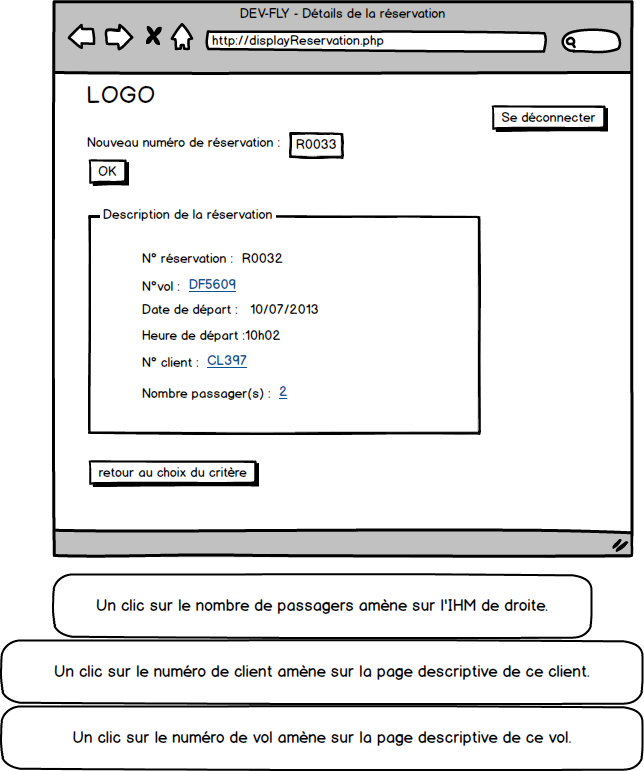 DEV-FLY - Détails de la réservation
http://displayReservation.php
LOGO
Se déconnecter
Nouveau numéro de réservation : R0033
OK
Description de la réservation
N° réservation : R0032
N°vol : DF5609
Date de départ : 10/07/2013
Heure de départ :10h02
N° client : CL397
Nombre passager(s) : 2
retour au choix du critère
Un clic sur le nombre de passagers amène sur l'IHM de droite.
Un clic sur le numéro de client amène sur la page descriptive de ce client.
Un clic sur le numéro de vol amène sur la page descriptive de ce vol.